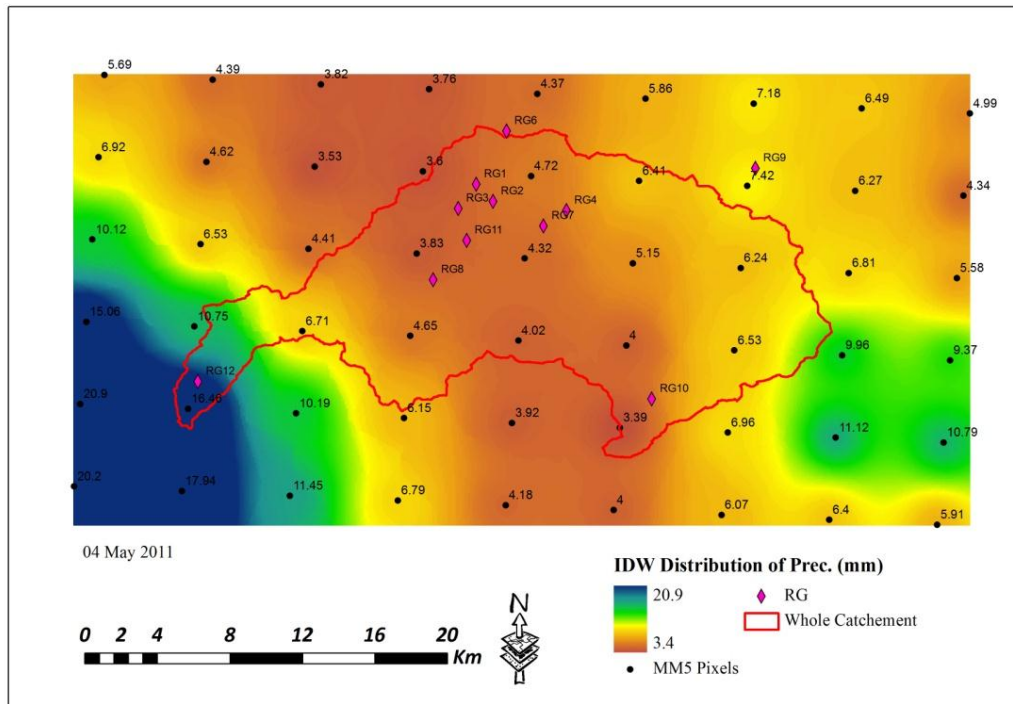 5.69 4.39 3.82 3.76 4.37 5.86 7.18 6.49 4.99
RG6
6.92 4.62 3.53 3.6 4.72 6.41 7.42 6.27 4.34
RG9
RG1
RG3 RG2 RG4
RG7
RG11
10.12 6.53 4.41 3.83 4.32 5.15 6.24 6.81 5.58
RG8
15.06 10.75 6.71 4.65 4.02 4 6.53 9.96 9.37
RG12
RG10
20.9 16.46 10.19 6.15 3.92 3.39 6.96 11.12 10.79
20.2 17.94 11.45 6.79 4.18 4 6.07 6.4 5.91
04 May 2011
IDW Distribution of Prec. (mm)
20.9
3.4
RG
Whole Catchement
MM5 Pixels
N
0 2 4 8 12 16 20
Km